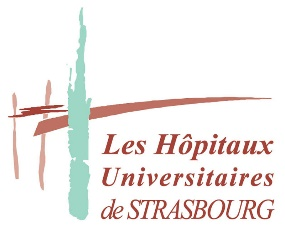 Les Hôpitaux
Universitaires
de STRASBOURG